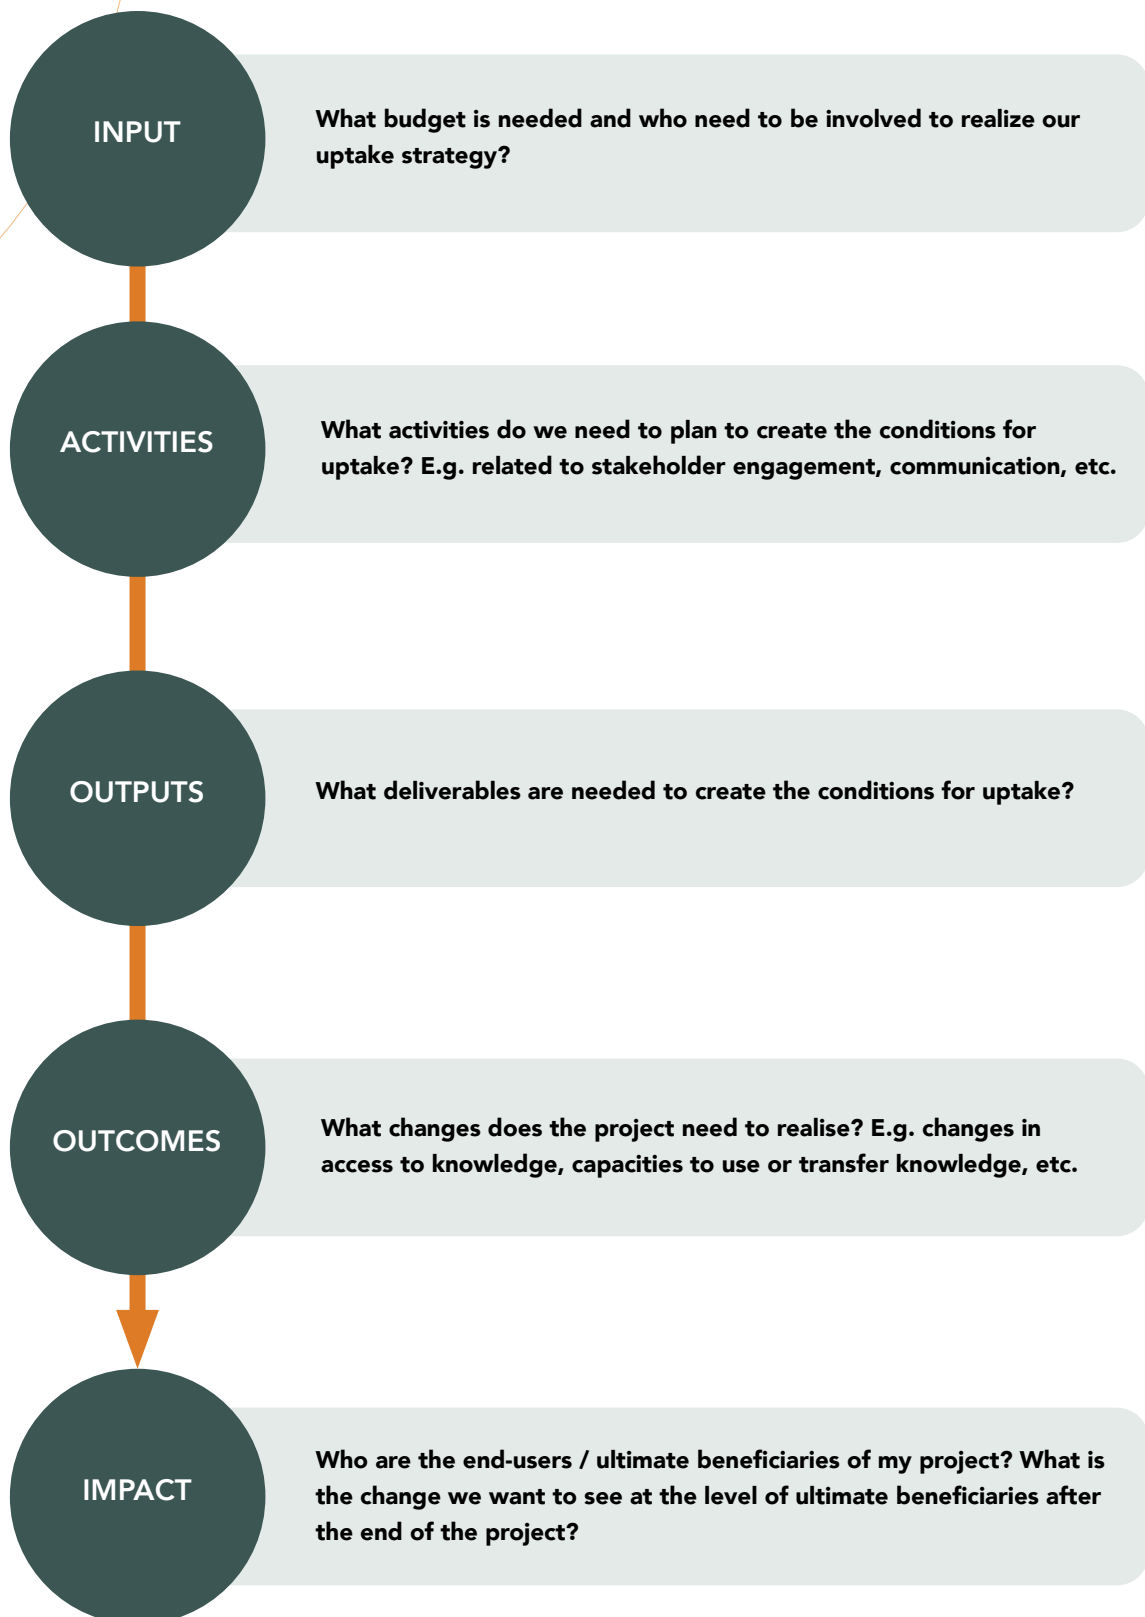 INPUT
What budget is needed and who need to be involved to realize our
uptake strategy?
ACTIVITIES
What activities do we need to plan to create the conditions for
uptake? E.g. related to stakeholder engagement, communication, etc.
OUTPUTS
What deliverables are needed to create the conditions for uptake?
OUTCOMES
What changes does the project need to realise? E.g. changes in
access to knowledge, capacities to use or transfer knowledge, etc.
IMPACT
Who are the end-users / ultimate beneficiaries of my project? What is
the change we want to see at the level of ultimate beneficiaries after
the end of the project?